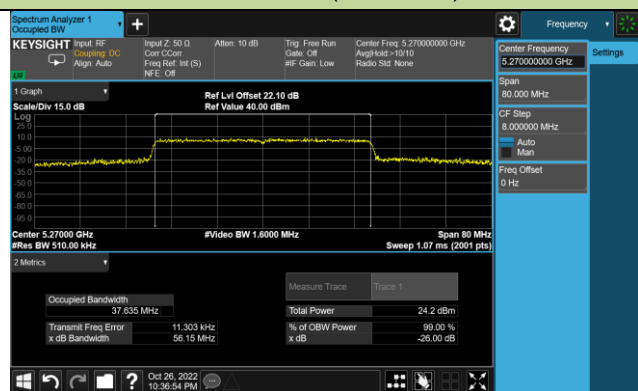 Spectrum Analyzer 1
Occupied BW
Frequency
KEYSIGHT
Input: RF
Coupling: DC
Align: Auto
Input Z: 50 Ω
Corr CCorr
Freq Ref: Int (S)
NFE: Off
Atten: 10 dB
Trig: Free Run
Gate: Off
#IF Gain: Low
Center Freq: 5.270000000 GHz
Avg|Hold:>10/10
Radio Std: None
Center Frequency
5.270000000 GHz
Settings
Span
80.000 MHz
CF Step
8.000000 MHz
Auto
Man
Freq Offset
0 Hz
1 Graph
Scale/Div 15.0 dB
Ref Lvl Offset 22.10 dB
Ref Value 40.00 dBm
Log
25.0
10.0
-5.00
-20.0
-35.0
-50.0
-65.0
-80.0
-95.0
Center 5.27000 GHz
#Res BW 510.00 kHz
#Video BW 1.6000 MHz
Span 80 MHz
Sweep 1.07 ms (2001 pts)
2 Metrics
Measure Trace
Trace 1
Occupied Bandwidth
37.635 MHz
Total Power
24.2 dBm
Transmit Freq Error
11.303 kHz
% of OBW Power
99.00 %
x dB Bandwidth
56.15 MHz
x dB
-26.00 dB
Oct 26, 2022
10:36:54 PM